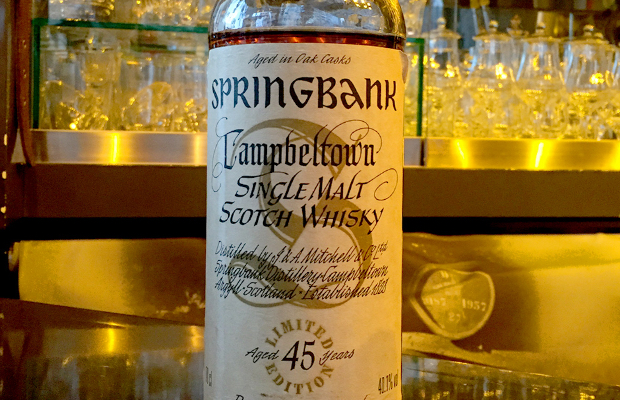 Aged in Oak Casks
SPRINGBANK
S
Campbeltown
SINGLE MALT
SCOTCH WHISKY
Distilled by J & A Mitchell & Co Ltd
Springbank Distillery · Campbeltown
Argyll · Scotland · Established 1828
LIMITED
Aged 45 Years
EDITION
40.1% vol